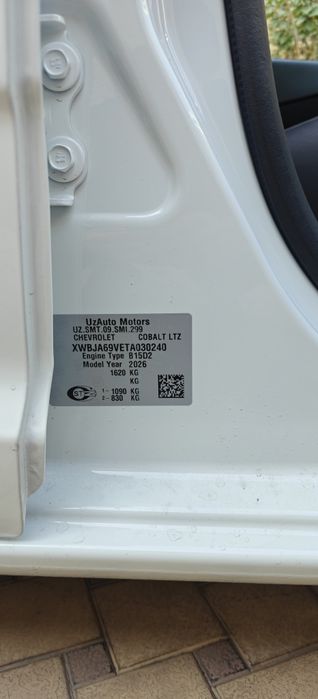 UzAuto Motors
UZ.SMT.09.SMI.299
CHEVROLET COBALT LTZ
XWBJA69VETA030240
Engine Type B15D2
Model Year 2026
1620 KG
KG
1 - 1090 KG
2 - 830 KG